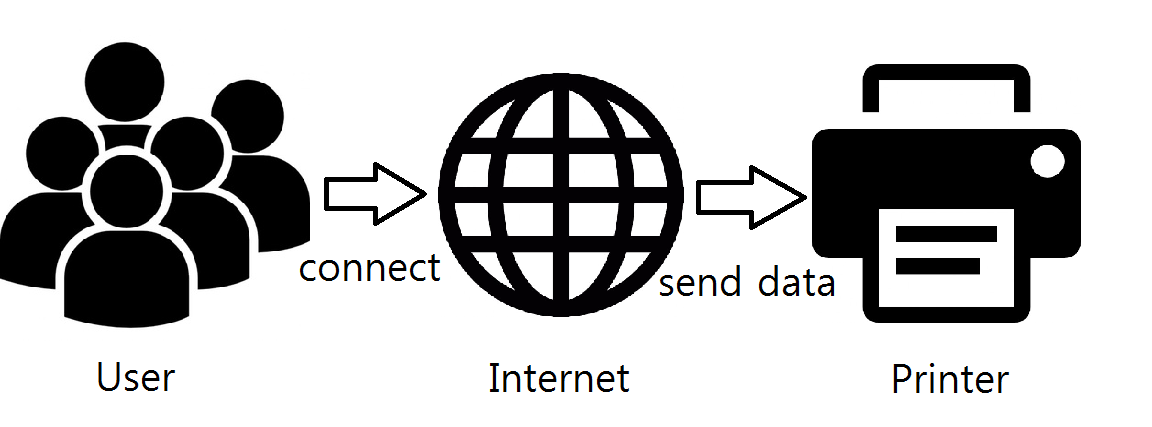 connect
send data
User
Internet
Printer